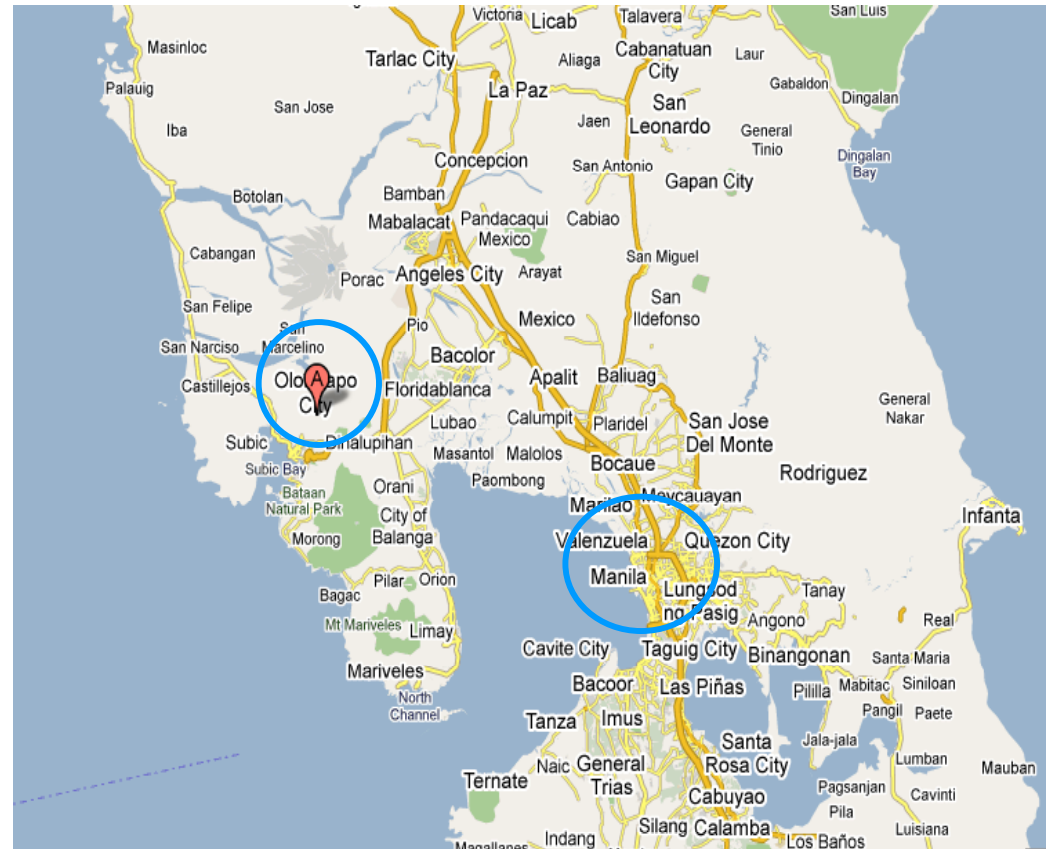 Victoria
Licab
Talavera
San Luis
Masinloc
Tarlac City
Aliaga
Cabanatuan
City
Laur
Palauig
La Paz
Gabaldon
Dingalan
San Jose
San
Leonardo
Iba
Jaen
General
Tinio
Concepcion
San Antonio
Dingalan
Bay
Gapan City
Botolan
Bamban
Mabalacat
Pandacaqui
Mexico
Cabiao
Cabangan
San Miguel
Porac
Angeles City
Arayat
San Felipe
San
Ildefonso
Pio
Mexico
San
Marcelino
San Narciso
Bacolor
Castillejos
A
City
Floridablanca
Apalit
Baliuag
General
Nakar
Lubao
Calumpit
Plaridel
San Jose
Del Monte
Subic
Dinalupihan
Masantol
Malolos
Subic Bay
Bocaue
Paombong
Rodriguez
Bataan
Natural Park
Orani
Meycauayan
Marilao
City of
Balanga
Infanta
Morong
Valenzuela
Quezon City
Pilar
Orion
Manila
Lungsod
ng Pasig
Tanay
Bagac
Angono
Real
Mt Mariveles
Limay
Cavite City
Taguig City
Binangonan
Santa Maria
Mariveles
Bacoor
Las Piñas
Pililla
Mabitac
Siniloan
North
Channel
Tanza
Imus
Pangil
Paete
Santa
Rosa City
Jala-jala
Naic
General
Trias
Lumban
Mauban
Ternate
Cabuyao
Pagsanjan
Cavinti
Pila
Silang
Calamba
Luisiana
Indang
Los Baños
Magallanes